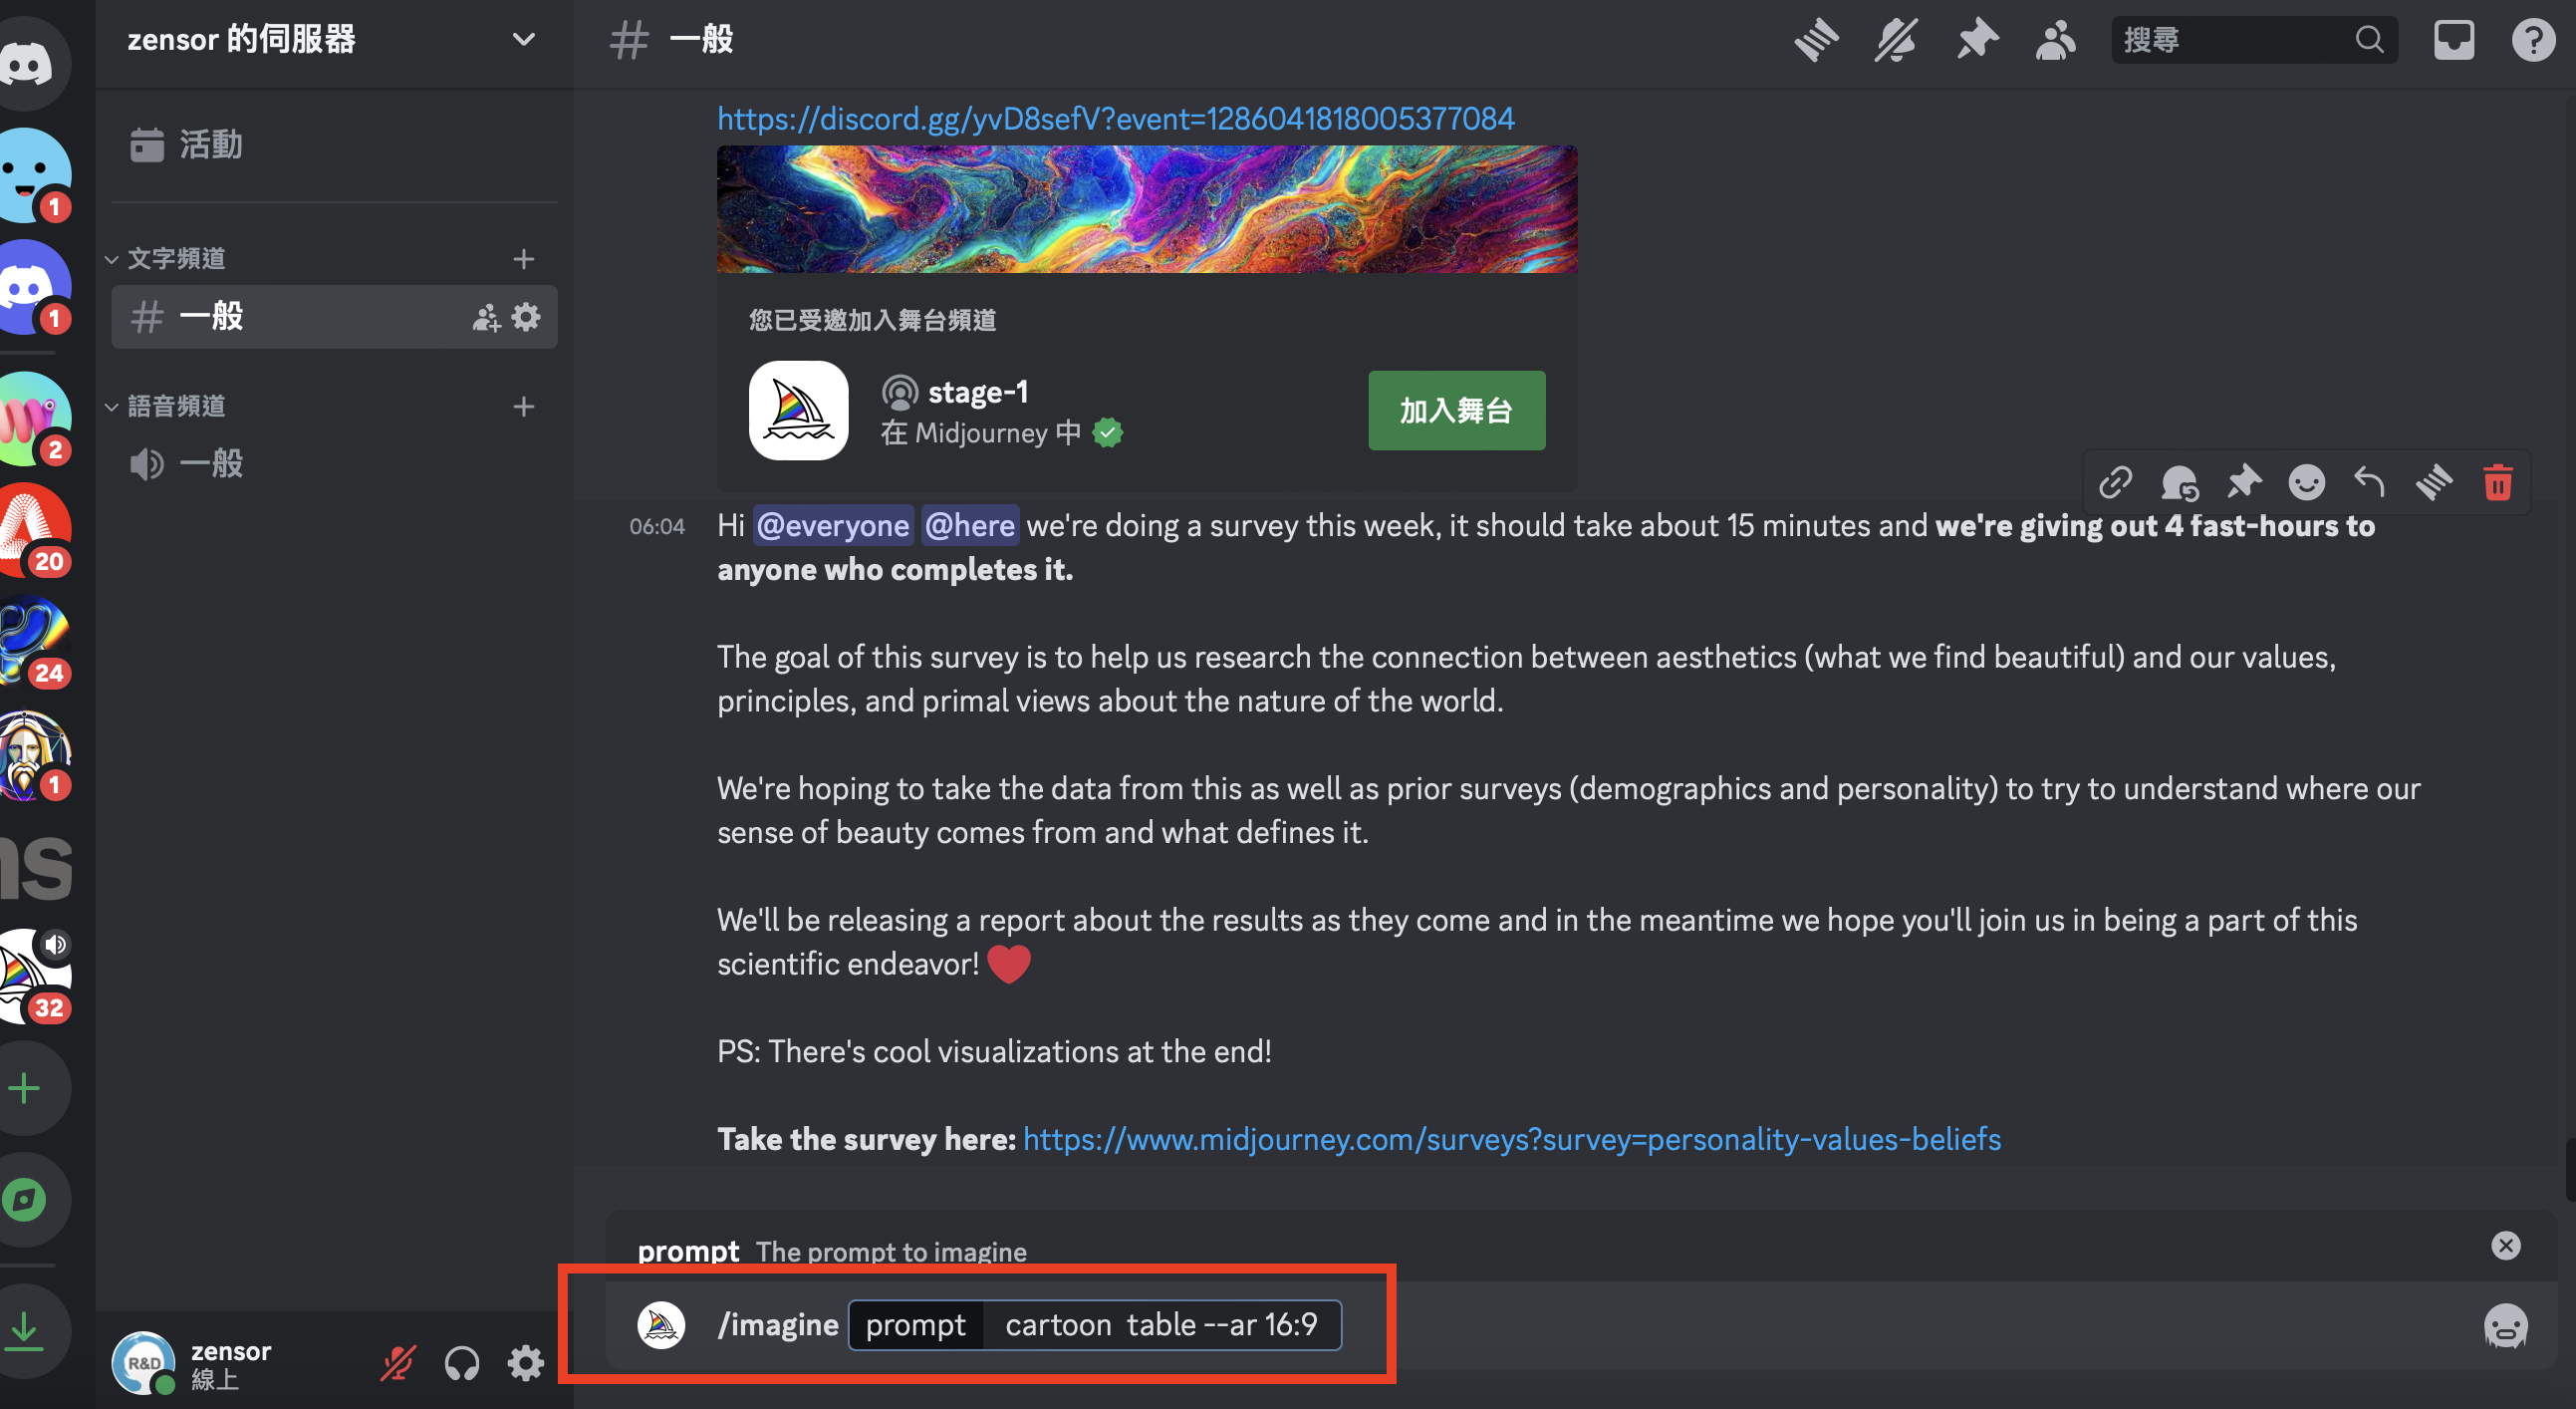 zensor 的伺服器
一般
搜尋
活動
文字頻道
一般
語音頻道
一般
1
1
2
20
24
1
ns
32
https://discord.gg/yvD8sefV?event=1286041818005377084
您已受邀加入舞台頻道
stage-1
在 Midjourney 中
加入舞台
06:04
Hi @everyone @here we're doing a survey this week, it should take about 15 minutes and we're giving out 4 fast-hours to
anyone who completes it.
The goal of this survey is to help us research the connection between aesthetics (what we find beautiful) and our values,
principles, and primal views about the nature of the world.
We're hoping to take the data from this as well as prior surveys (demographics and personality) to try to understand where our
sense of beauty comes from and what defines it.
We'll be releasing a report about the results as they come and in the meantime we hope you'll join us in being a part of this
scientific endeavor!
PS: There's cool visualizations at the end!
Take the survey here: https://www.midjourney.com/surveys?survey=personality-values-beliefs
prompt The prompt to imagine
/imagine prompt cartoon table --ar 16:9
R&D
zensor
線上